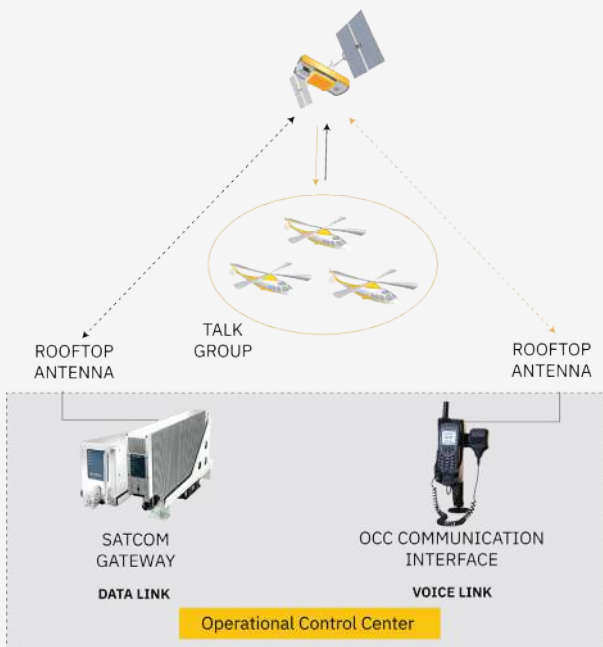 TALK
GROUP
ROOFTOP
ANTENNA
ROOFTOP
ANTENNA
SATCOM
GATEWAY
DATA LINK
OCC COMMUNICATION
INTERFACE
VOICE LINK
Operational Control Center